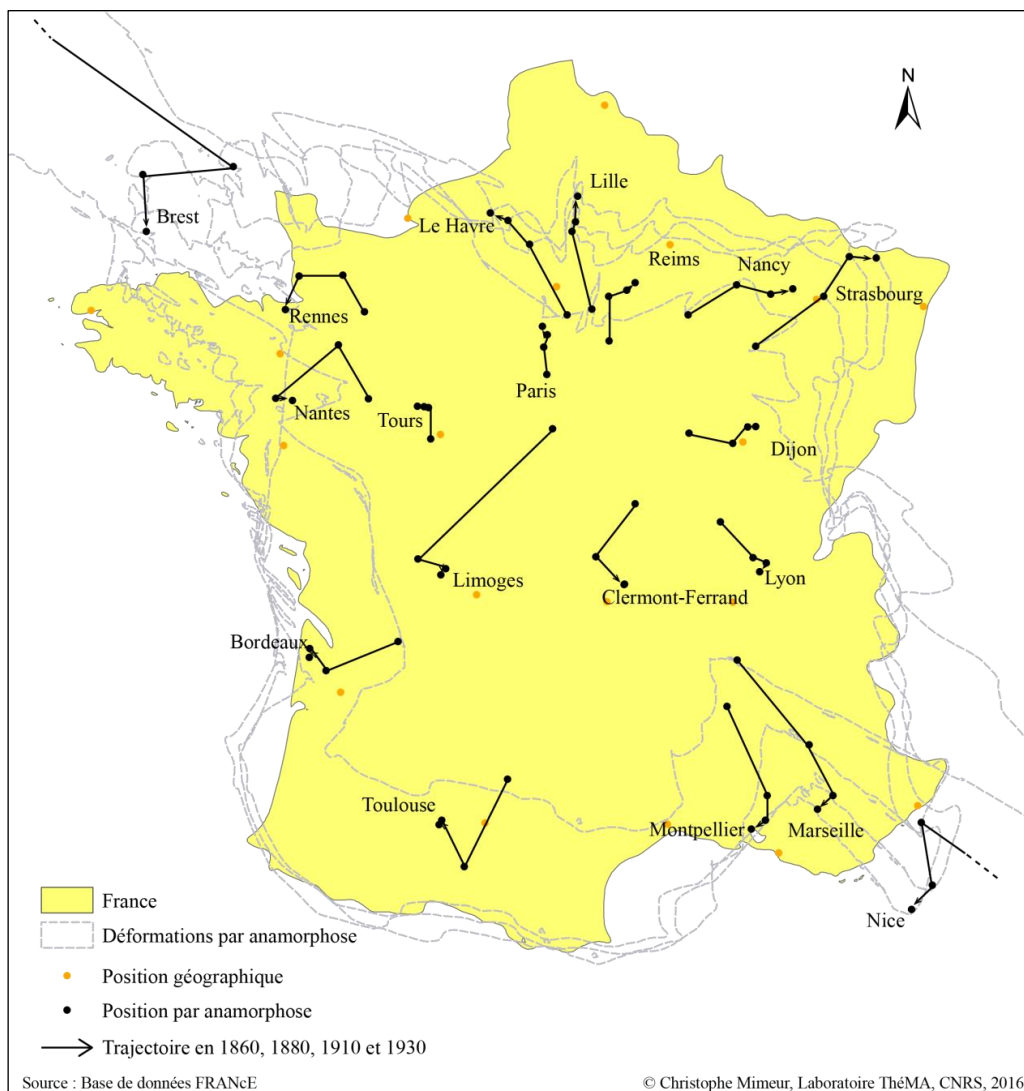 N
Lille
Brest
Le Havre
Reims
Nancy
Strasbourg
Rennes
Paris
Nantes
Tours
Dijon
Limoges
Lyon
Clermont-Ferrand
Bordeaux
Toulouse
Montpellier
Marseille
Nice
France
Déformations par anamorphose
Position géographique
Position par anamorphose
Trajectoire en 1860, 1880, 1910 et 1930
Source : Base de données FRANcE
© Christophe Mimeur, Laboratoire ThéMA, CNRS, 2016